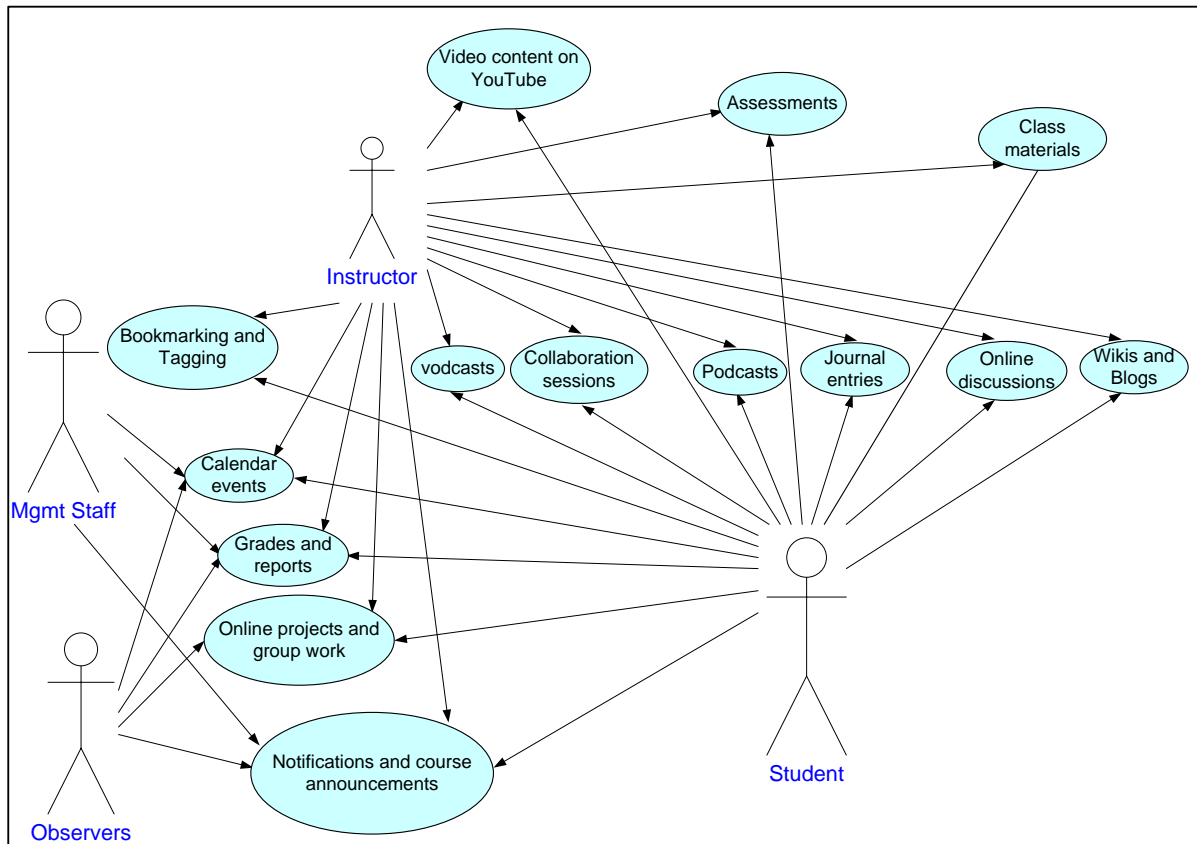 Video content on
YouTube
Assessments
Class
materials
Instructor
Bookmarking and
Tagging
vodcasts
Collaboration
sessions
Podcasts
Journal
entries
Online
discussions
Wikis and
Blogs
Mgmt Staff
Calendar
events
Grades and
reports
Online projects and
group work
Notifications and course
announcements
Student
Observers